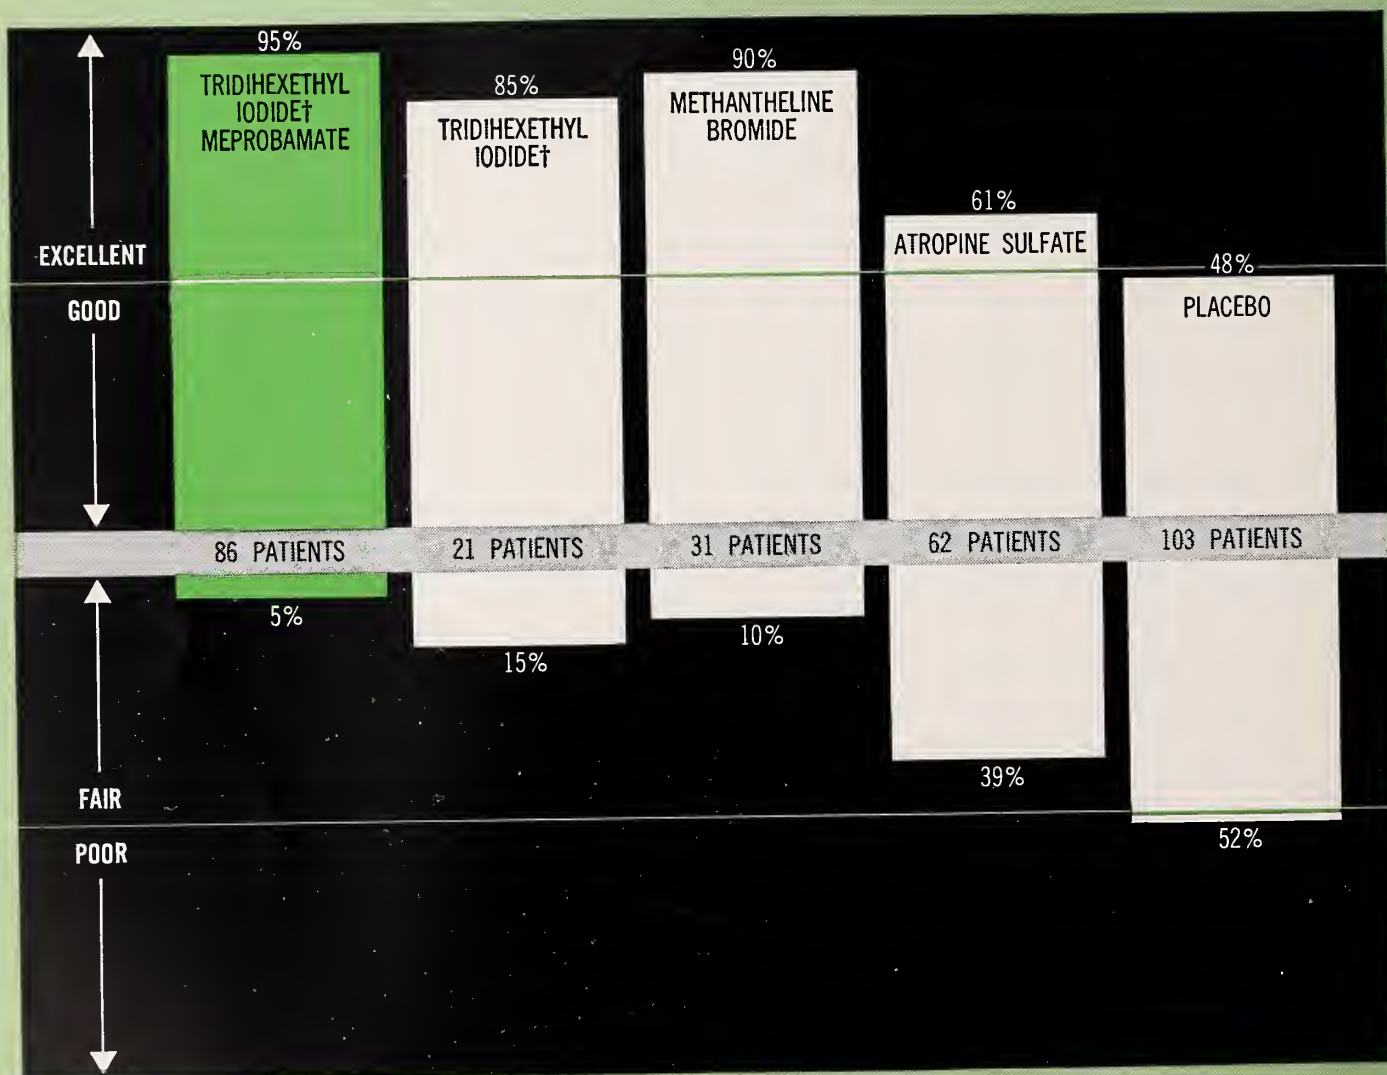 95%
TRIDIHEXETHYL
IODIDE†
MEPROBAMATE
85%
TRIDIHEXETHYL
IODIDE†
90%
METHANTHELINE
BROMIDE
61%
ATROPINE SULFATE
48%
PLACEBO
EXCELLENT
GOOD
86 PATIENTS
21 PATIENTS
31 PATIENTS
62 PATIENTS
103 PATIENTS
5%
15%
10%
39%
52%
FAIR
POOR